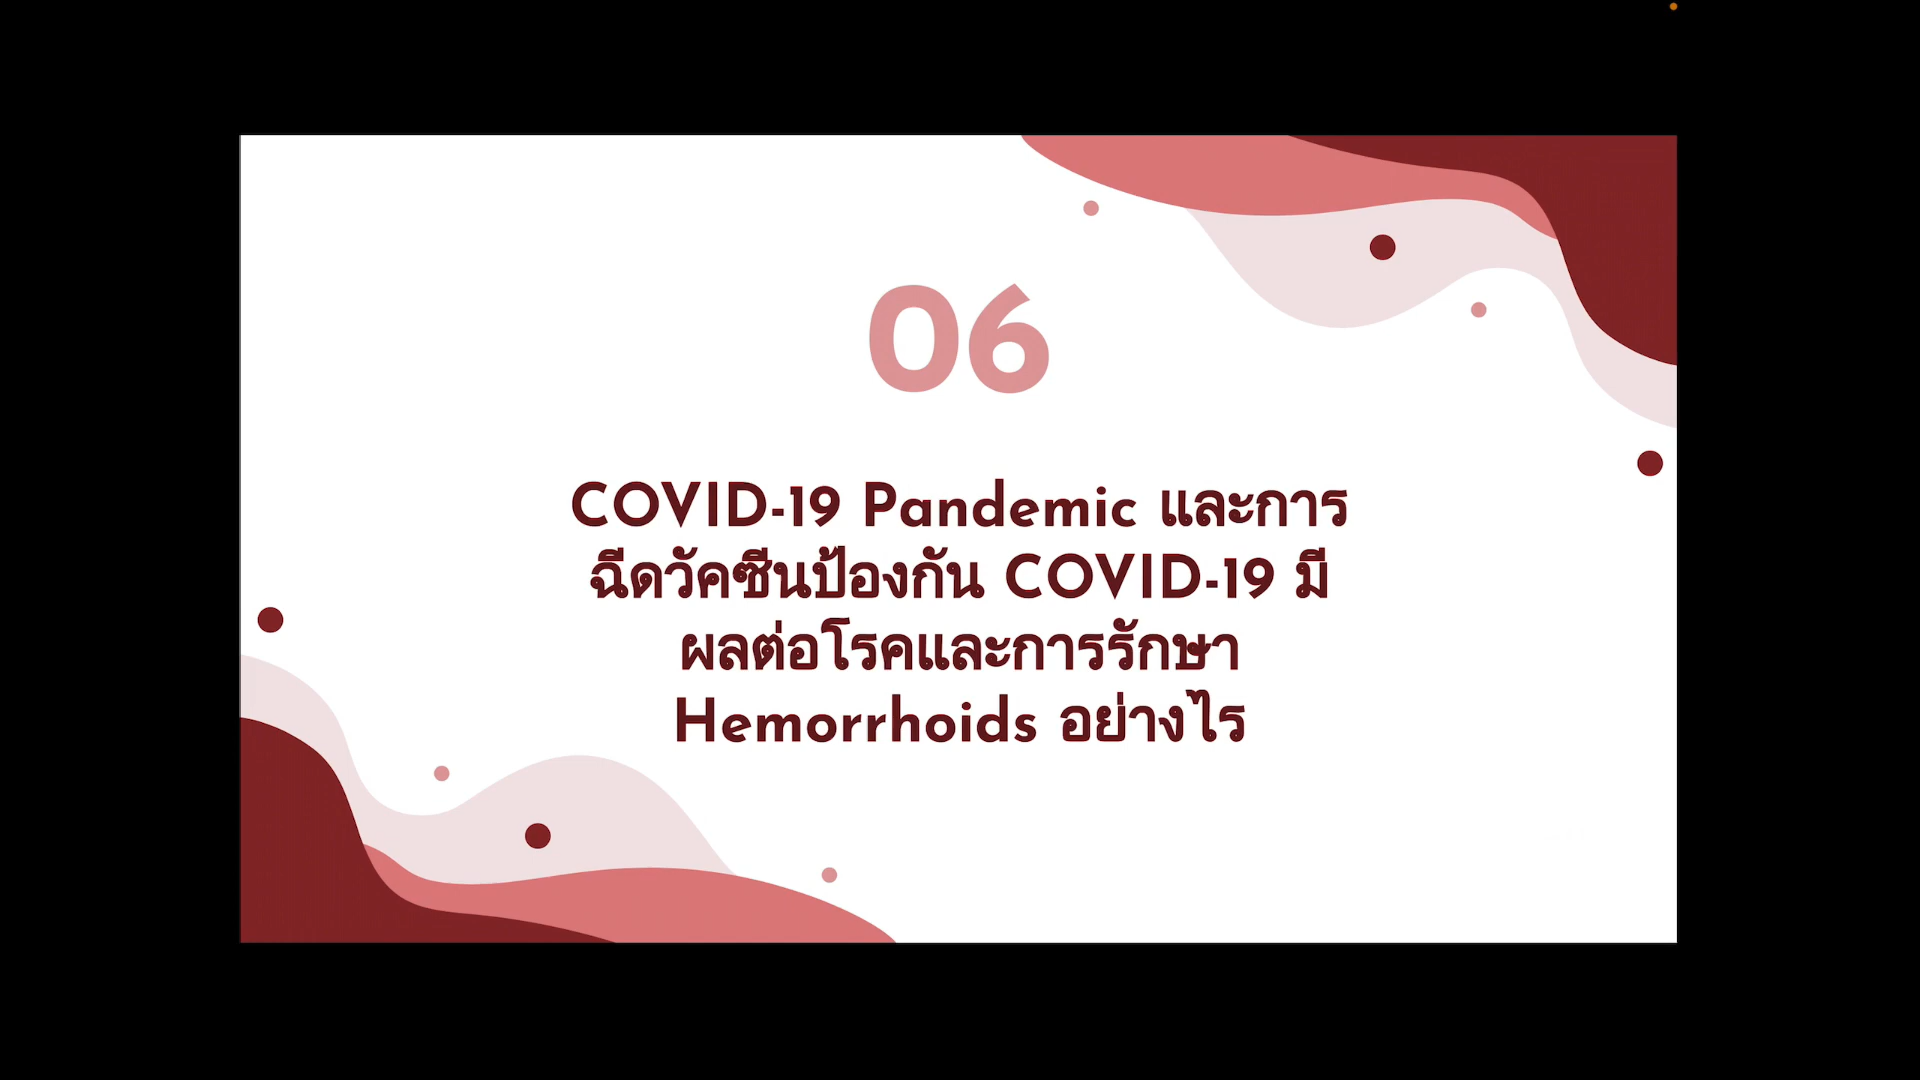 06
COVID-19 Pandemic และการ
ฉีดวัคซีนป้องกัน COVID-19 มี
ผลต่อโรคและการรักษา
Hemorrhoids อย่างไร